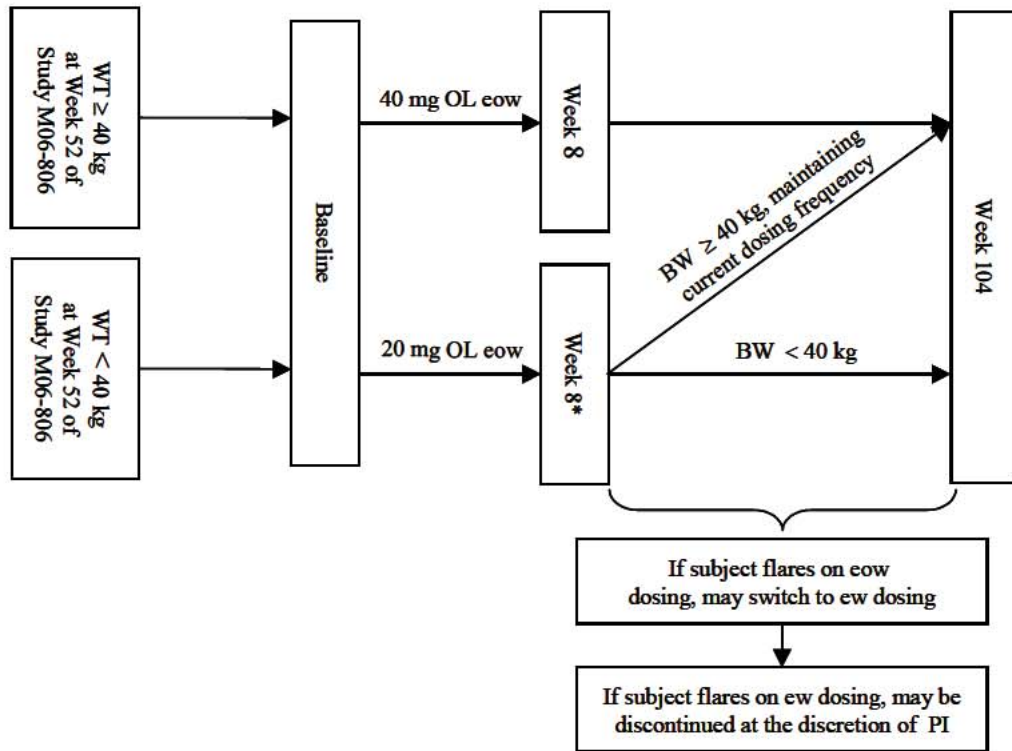 WT ≥ 40 kg
at Week 52 of
Study M06-806
WT < 40 kg
at Week 52 of
Study M06-806
Baseline
40 mg OL eow
20 mg OL eow
Week 8
Week 8*
BW ≥ 40 kg, maintaining
current dosing frequency
BW < 40 kg
Week 104
If subject flares on eow
dosing, may switch to ew dosing
If subject flares on ew dosing, may be
discontinued at the discretion of PI